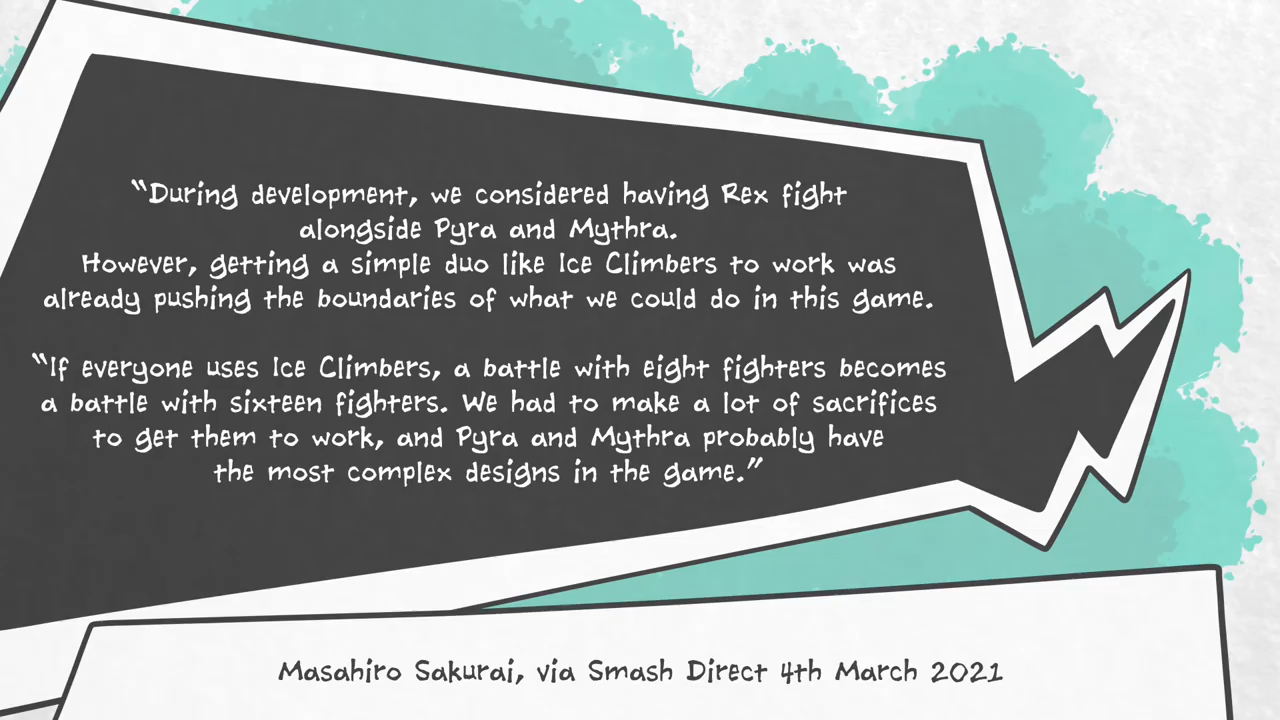 “During development, we considered having Rex fight
alongside Pyra and Mythra.
However, getting a simple duo like Ice Climbers to work was
already pushing the boundaries of what we could do in this game.
“If everyone uses Ice Climbers, a battle with eight fighters becomes
a battle with sixteen fighters. We had to make a lot of sacrifices
to get them to work, and Pyra and Mythra probably have
the most complex designs in the game.”
Masahiro Sakurai, via Smash Direct 4th March 2021